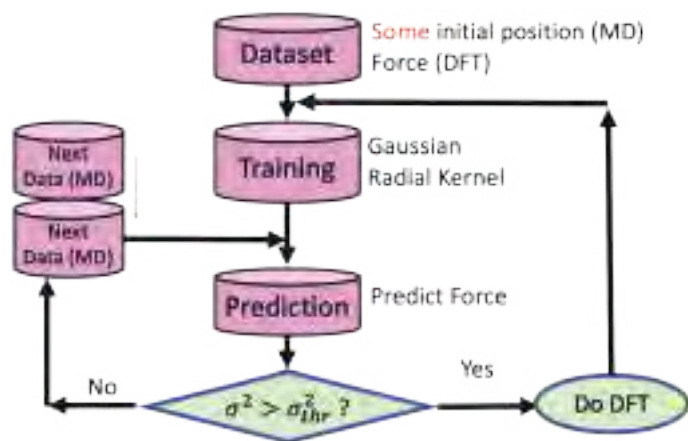 Some initial position (MD)
Dataset
Force (DFT)
Next
Data (MD)
Training
Gaussian
Radial Kernel
Next
Data (MD)
Prediction
Predict Force
No
Yes
σ² > σ²thr ?
Do DFT